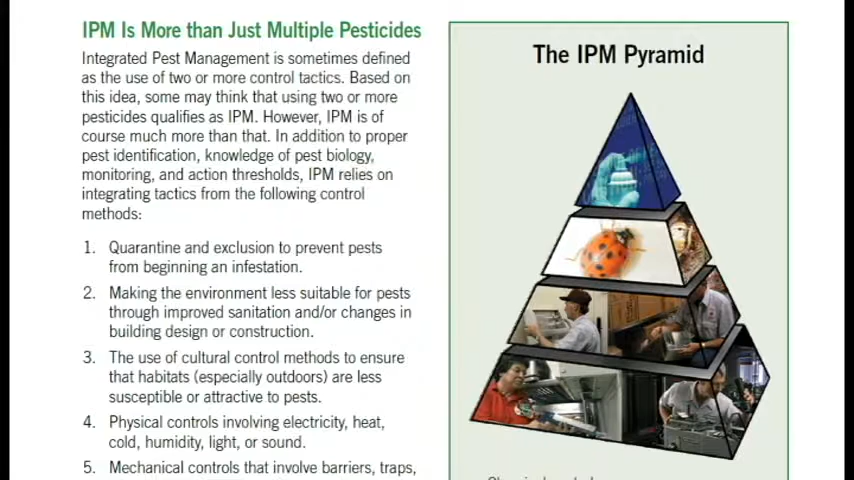 IPM Is More than Just Multiple Pesticides
Integrated Pest Management is sometimes defined
as the use of two or more control tactics. Based on
this idea, some may think that using two or more
pesticides qualifies as IPM. However, IPM is of
course much more than that. In addition to proper
pest identification, knowledge of pest biology,
monitoring, and action thresholds, IPM relies on
integrating tactics from the following control
methods:
1. Quarantine and exclusion to prevent pests
from beginning an infestation.
2. Making the environment less suitable for pests
through improved sanitation and/or changes in
building design or construction.
3. The use of cultural control methods to ensure
that habitats (especially outdoors) are less
susceptible or attractive to pests.
4. Physical controls involving electricity, heat,
cold, humidity, light, or sound.
5. Mechanical controls that involve barriers, traps,
The IPM Pyramid